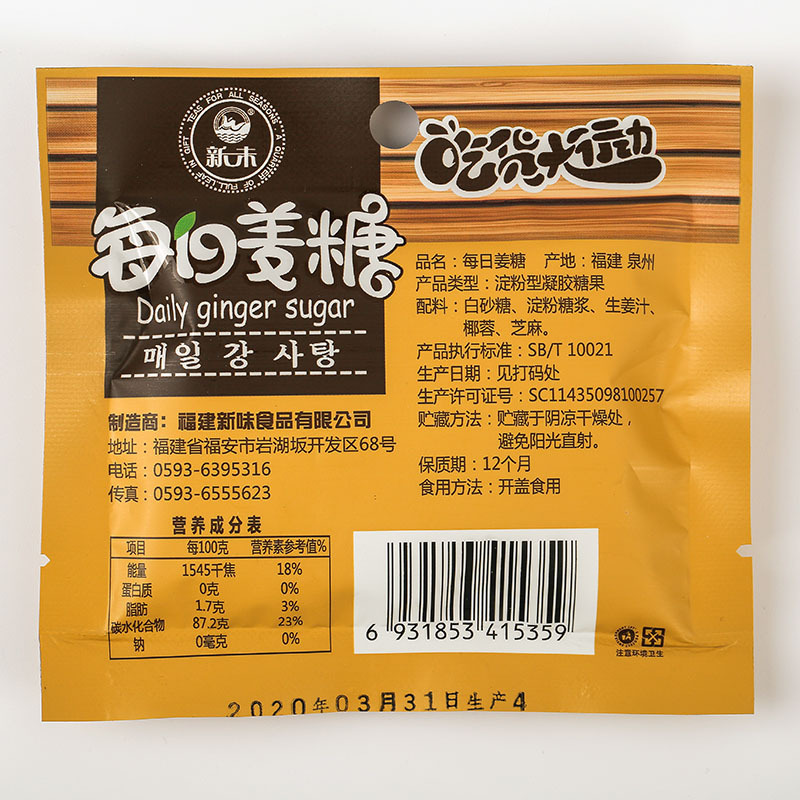 GIFT TEAS FOR ALL SEASONS A QUARTER OF FULL LEAF IN
®
新味
吃货大行动
每日姜糖
Daily ginger sugar
매일 강 사탕
品名：每日姜糖 产地：福建 泉州
产品类型：淀粉型凝胶糖果
配料：白砂糖、淀粉糖浆、生姜汁、
椰蓉、芝麻。
产品执行标准：SB/T 10021
生产日期：见打码处
生产许可证号：SC11435098100257
贮藏方法：贮藏于阴凉干燥处，
避免阳光直射。
保质期：12个月
食用方法：开盖食用
制造商：福建新味食品有限公司
地址：福建省福安市岩湖坂开发区68号
电话：0593-6395316
传真：0593-6555623
营养成分表
项目 每100克 营养素参考值%
能量 1545千焦 18%
蛋白质 0克 0%
脂肪 1.7克 3%
碳水化合物 87.2克 23%
钠 0毫克 0%
6 931853 415359
注意环境卫生
2020年03月31日生产4